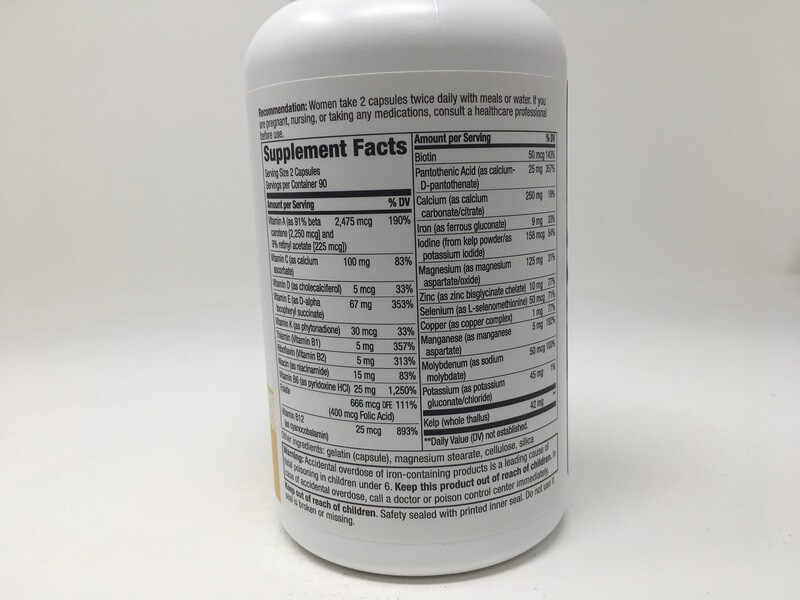 Recommendation: Women take 2 capsules twice daily with meals or water. If you
are pregnant, nursing, or taking any medications, consult a healthcare professional
before use.
Supplement Facts
Serving Size 2 Capsules
Servings per Container 90
Amount per Serving % DV
Vitamin A (as 91% beta 2,475 mcg 190%
carotene [2,250 mcg] and
9% retinyl acetate [225 mcg])
Vitamin C (as calcium 100 mg 83%
ascorbate)
Vitamin D (as cholecalciferol) 5 mcg 33%
Vitamin E (as D-alpha 67 mg 353%
tocopheryl succinate)
Vitamin K (as phytonadione) 30 mcg 33%
Thiamin (Vitamin B1) 5 mg 357%
Riboflavin (Vitamin B2) 5 mg 313%
Niacin (as niacinamide) 15 mg 83%
Vitamin B6 (as pyridoxine HCl) 25 mg 1,250%
Folate
666 mcg DFE 111%
(400 mcg Folic Acid)
Vitamin B12
25 mcg 893%
(as cyanocobalamin)
Amount per Serving % DV
Biotin 50 mcg 143%
Pantothenic Acid (as calcium- 25 mg 357%
D-pantothenate)
Calcium (as calcium 250 mg 19%
carbonate/citrate)
Iron (as ferrous gluconate) 9 mg 33%
Iodine (from kelp powder/as 158 mcg 54%
potassium iodide)
Magnesium (as magnesium 125 mg 31%
aspartate/oxide)
Zinc (as zinc bisglycinate chelate) 10 mg 77%
Selenium (as L-selenomethionine) 50 mcg 71%
Copper (as copper complex) 1 mg 77%
Manganese (as manganese 5 mg 192%
aspartate)
Molybdenum (as sodium 50 mcg 100%
molybdate)
Potassium (as potassium 45 mg 1%
gluconate/chloride)
Kelp (whole thallus) 42 mg **
**Daily Value (DV) not established.
Other ingredients: gelatin (capsule), magnesium stearate, cellulose, silica
Warning: Accidental overdose of iron-containing products is a leading cause of
fatal poisoning in children under 6. Keep this product out of reach of children. In
case of accidental overdose, call a doctor or poison control center immediately.
Keep out of reach of children. Safety sealed with printed inner seal. Do not use if
seal is broken or missing.